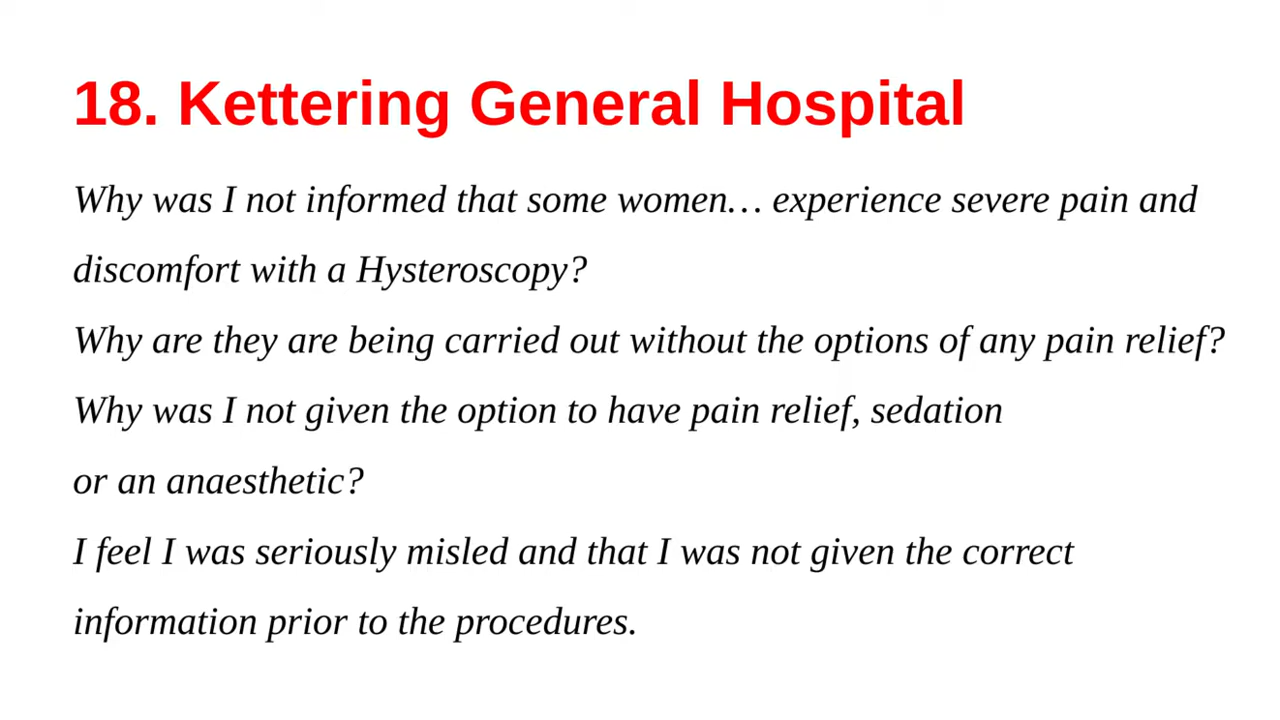 18. Kettering General Hospital
Why was I not informed that some women… experience severe pain and
discomfort with a Hysteroscopy?
Why are they are being carried out without the options of any pain relief?
Why was I not given the option to have pain relief, sedation
or an anaesthetic?
I feel I was seriously misled and that I was not given the correct
information prior to the procedures.